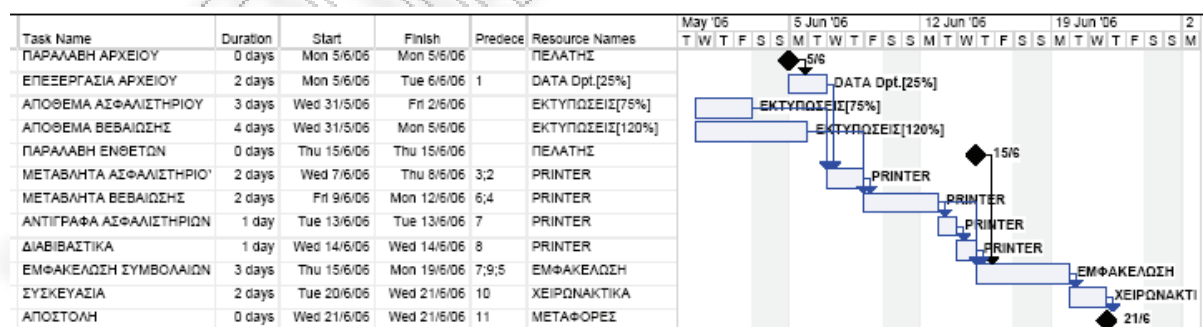 May '06 5 Jun '06 12 Jun '06 19 Jun '06 2
Task Name Duration Start Finish Predece Resource Names T W T F S S M T W T F S S M T W T F S S M T W T F S S M
ΠΑΡΑΛΑΒΗ ΑΡΧΕΙΟΥ 0 days Mon 5/6/06 Mon 5/6/06 ΠΕΛΑΤΗΣ 5/6
ΕΠΕΞΕΡΓΑΣΙΑ ΑΡΧΕΙΟΥ 2 days Mon 5/6/06 Tue 6/6/06 1 DATA Dpt.[25%] DATA Dpt.[25%]
ΑΠΟΘΕΜΑ ΑΣΦΑΛΙΣΤΗΡΙΟΥ 3 days Wed 31/5/06 Fri 2/6/06 ΕΚΤΥΠΩΣΕΙΣ[75%] ΕΚΤΥΠΩΣΕΙΣ[75%]
ΑΠΟΘΕΜΑ ΒΕΒΑΙΩΣΗΣ 4 days Wed 31/5/06 Mon 5/6/06 ΕΚΤΥΠΩΣΕΙΣ[120%] ΕΚΤΥΠΩΣΕΙΣ[120%]
ΠΑΡΑΛΑΒΗ ΕΝΘΕΤΩΝ 0 days Thu 15/6/06 Thu 15/6/06 ΠΕΛΑΤΗΣ 15/6
ΜΕΤΑΒΛΗΤΑ ΑΣΦΑΛΙΣΤΗΡΙΟ 2 days Wed 7/6/06 Thu 8/6/06 3;2 PRINTER PRINTER
ΜΕΤΑΒΛΗΤΑ ΒΕΒΑΙΩΣΗΣ 2 days Fri 9/6/06 Mon 12/6/06 6;4 PRINTER PRINTER
ΑΝΤΙΓΡΑΦΑ ΑΣΦΑΛΙΣΤΗΡΙΩΝ 1 day Tue 13/6/06 Tue 13/6/06 7 PRINTER PRINTER
ΔΙΑΒΙΒΑΣΤΙΚΑ 1 day Wed 14/6/06 Wed 14/6/06 8 PRINTER PRINTER
ΕΜΦΑΚΕΛΩΣΗ ΣΥΜΒΟΛΑΙΩΝ 3 days Thu 15/6/06 Mon 19/6/06 7;9;5 ΕΜΦΑΚΕΛΩΣΗ ΕΜΦΑΚΕΛΩΣΗ
ΣΥΣΚΕΥΑΣΙΑ 2 days Tue 20/6/06 Wed 21/6/06 10 ΧΕΙΡΩΝΑΚΤΙΚΑ ΧΕΙΡΩΝΑΚΤΙ
ΑΠΟΣΤΟΛΗ 0 days Wed 21/6/06 Wed 21/6/06 11 ΜΕΤΑΦΟΡΕΣ 21/6